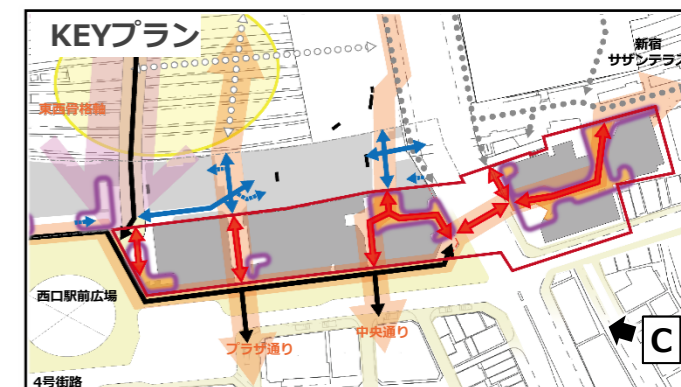 KEYプラン
新宿
サザンテラス
東西骨格軸
西口駅前広場
プラザ通り
中央通り
C
4号街路